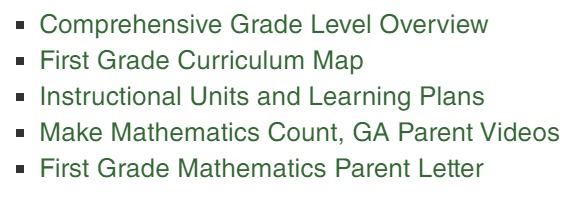 Comprehensive Grade Level Overview
First Grade Curriculum Map
Instructional Units and Learning Plans
Make Mathematics Count, GA Parent Videos
First Grade Mathematics Parent Letter